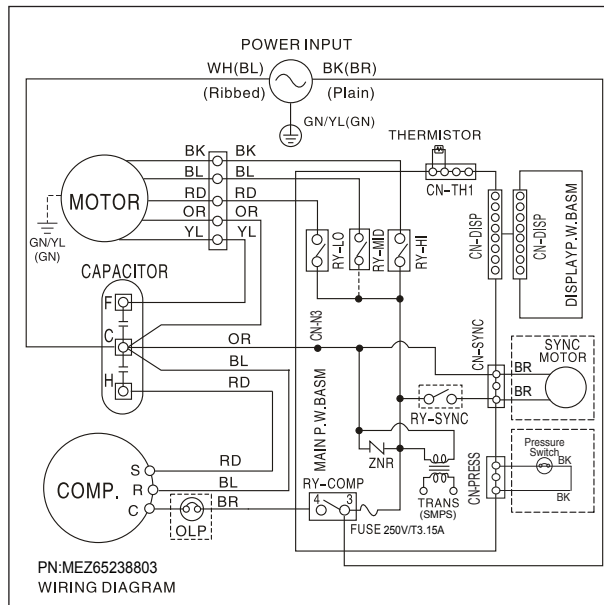 POWER INPUT
WH(BL)
BK(BR)
(Ribbed)
(Plain)
GN/YL(GN)
THERMISTOR
CN-TH1
BK
BK
BL
BL
RD
RD
OR
OR
YL
YL
MOTOR
GN/YL
(GN)
RY-LO
RY-MID
RY-HI
CN-DISP
CN-DISP
DISPLAYP.W.BASM
CAPACITOR
F
C
H
OR
BL
RD
CN-N3
MAIN P.W.BASM
CN-SYNC
SYNC
MOTOR
BR
BR
RY-SYNC
ZNR
TRANS
(SMPS)
CN-PRESS
Pressure
Switch
BK
BK
COMP.
S
R
C
RD
BL
BR
OLP
RY-COMP
4
3
FUSE 250V/T3.15A
PN:MEZ65238803
WIRING DIAGRAM